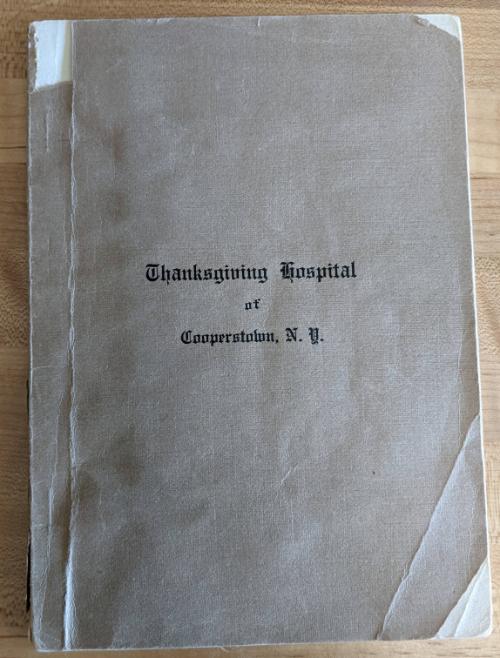 Thanksgiving Hospital
of
Cooperstown, N. Y.